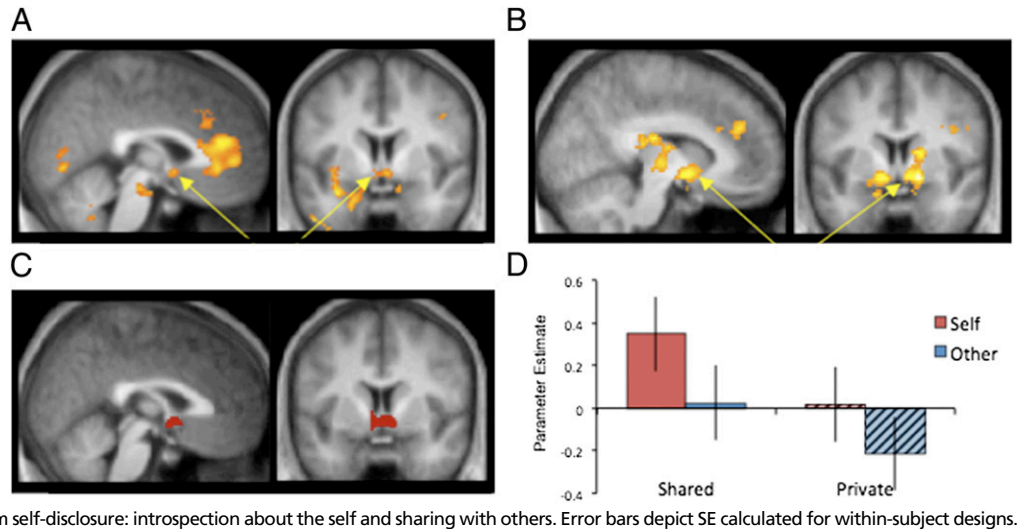 A
B
C
D
0.6
0.4
0.2
0
-0.2
-0.4
Parameter Estimate
Self
Other
Shared
Private
self-disclosure: introspection about the self and sharing with others. Error bars depict SE calculated for within-subject designs.